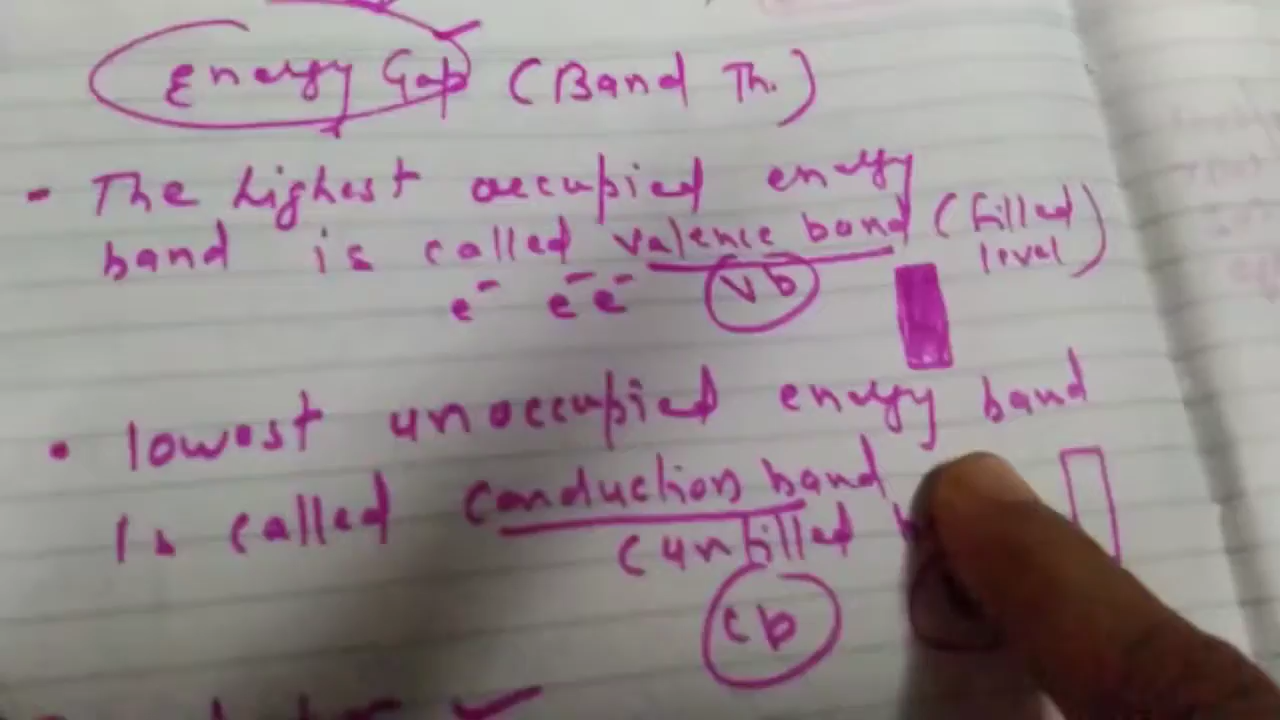 Energy Gap (Band Th.)
- The highest occupied energy
band is called valence band (filled level)
e⁻ e⁻ e⁻ Vb
• lowest unoccupied energy band
is called Conduction band
(unfilled
Cb